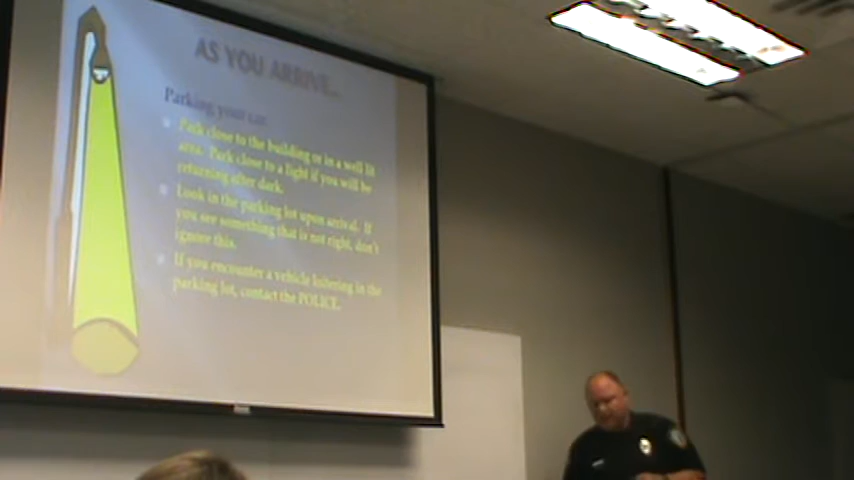 AS YOU ARRIVE..
Parking your car
Park close to the building or in a well lit
area. Park close to a light if you will be
returning after dark.
Look in the parking lot upon arrival. If
you see something that is not right, don't
ignore this.
If you encounter a vehicle loitering in the
parking lot, contact the POLICE.